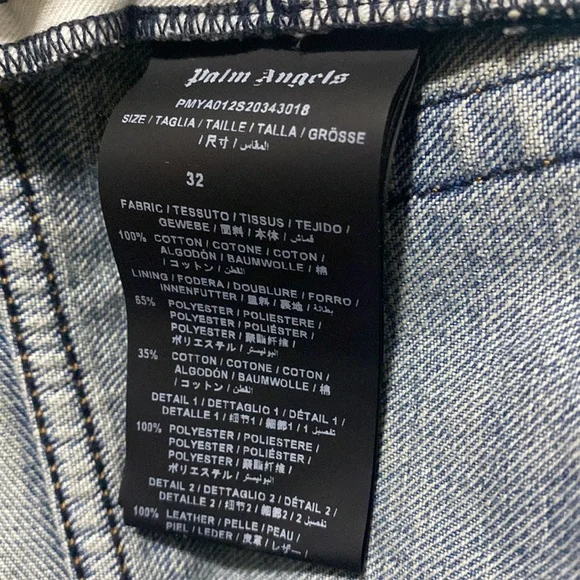 Palm Angels
PMYA012S20343018
SIZE / TAGLIA / TAILLE / TALLA / GRÖSSE
/ 尺寸 / المقاس /
32
FABRIC / TESSUTO / TISSUS / TEJIDO /
GEWEBE / 面料 / 本体 / قماش /
100% COTTON / COTONE / COTON /
ALGODÓN / BAUMWOLLE / 棉
/ コットン / القطن /
LINING / FODERA / DOUBLURE / FORRO /
INNENFUTTER / 里料 / 裏地 / بطانة /
65% POLYESTER / POLIESTERE /
POLYESTER / POLIÉSTER /
POLYESTER / 聚酯纤维 /
ポリエステル / البوليستر /
35% COTTON / COTONE / COTON /
ALGODÓN / BAUMWOLLE / 棉
/ コットン / القطن /
DETAIL 1 / DETTAGLIO 1 / DÉTAIL 1 /
DETALLE 1 / 细节1 / 細部1 / تفصيل 1 /
100% POLYESTER / POLIESTERE /
POLYESTER / POLIÉSTER /
POLYESTER / 聚酯纤维 /
ポリエステル / البوليستر /
DETAIL 2 / DETTAGLIO 2 / DÉTAIL 2 /
DETALLE 2 / 细节2 / 細部2 / تفصيل 2 /
100% LEATHER / PELLE / PEAU /
PIEL / LEDER / 皮革 / レザー /